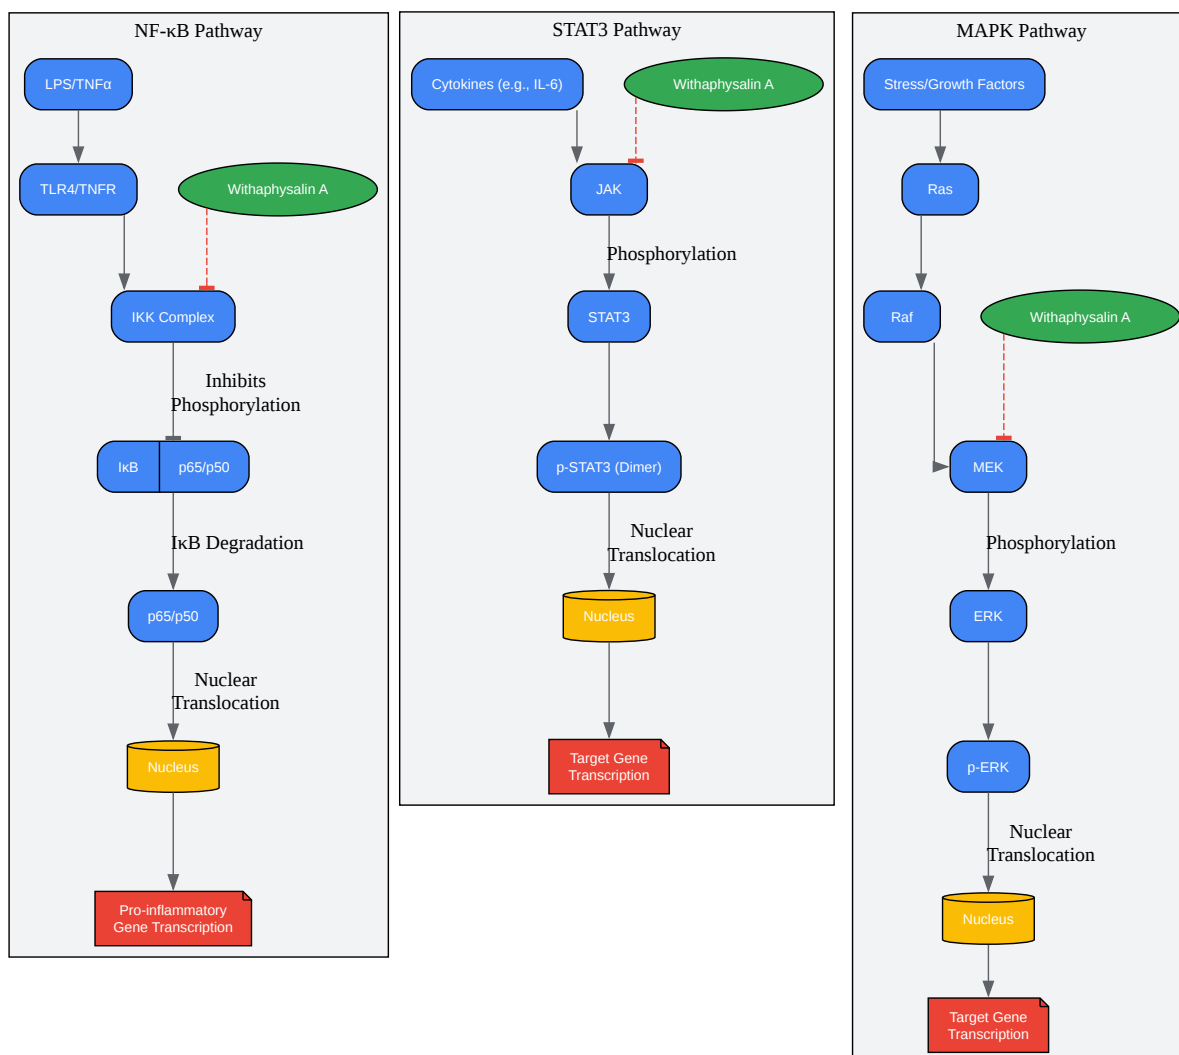 NF-κB Pathway
LPS/TNFα
TLR4/TNFR
Withaphysalin A
IKK Complex
Inhibits
Phosphorylation
IκB
p65/p50
IκB Degradation
p65/p50
Nuclear
Translocation
Nucleus
Pro-inflammatory
Gene Transcription
STAT3 Pathway
Cytokines (e.g., IL-6)
Withaphysalin A
JAK
Phosphorylation
STAT3
p-STAT3 (Dimer)
Nuclear
Translocation
Nucleus
Target Gene
Transcription
MAPK Pathway
Stress/Growth Factors
Ras
Raf
Withaphysalin A
MEK
Phosphorylation
ERK
p-ERK
Nuclear
Translocation
Nucleus
Target Gene
Transcription